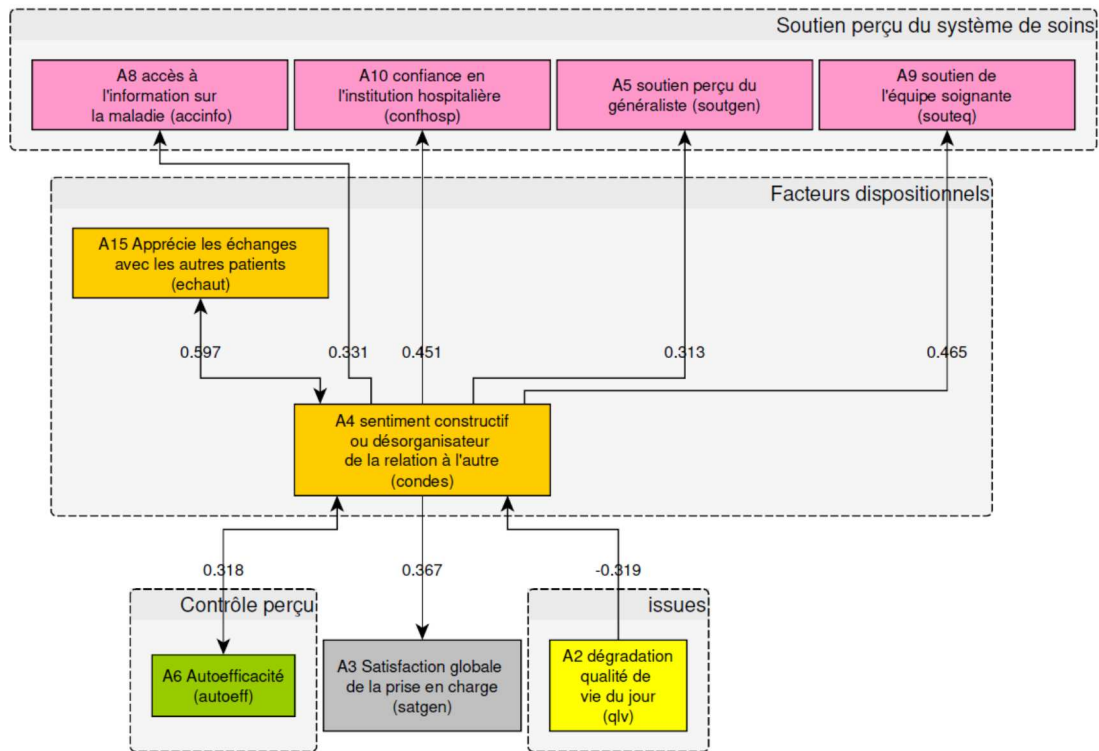 Soutien perçu du système de soins
A8 accès à
l'information sur
la maladie (accinfo)
A10 confiance en
l'institution hospitalière
(confhosp)
A5 soutien perçu du
généraliste (soutgen)
A9 soutien de
l'équipe soignante
(souteq)
Facteurs dispositionnels
A15 Apprécie les échanges
avec les autres patients
(echaut)
0.597
0.331
0.451
0.313
0.465
A4 sentiment constructif
ou désorganisateur
de la relation à l'autre
(condes)
0.318
0.367
-0.319
Contrôle perçu
issues
A6 Autoefficacité
(autoeff)
A3 Satisfaction globale
de la prise en charge
(satgen)
A2 dégradation
qualité de
vie du jour
(qlv)